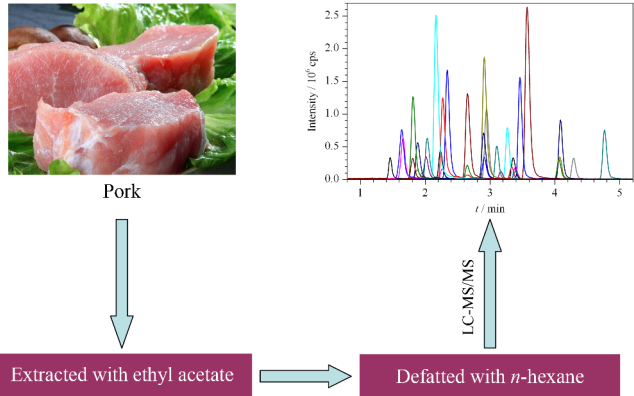 Pork
Intensity / 10⁶ cps
2.5
2.0
1.5
1.0
0.5
0.0
1 2 3 4 5
t / min
LC-MS/MS
Extracted with ethyl acetate
Defatted with n-hexane